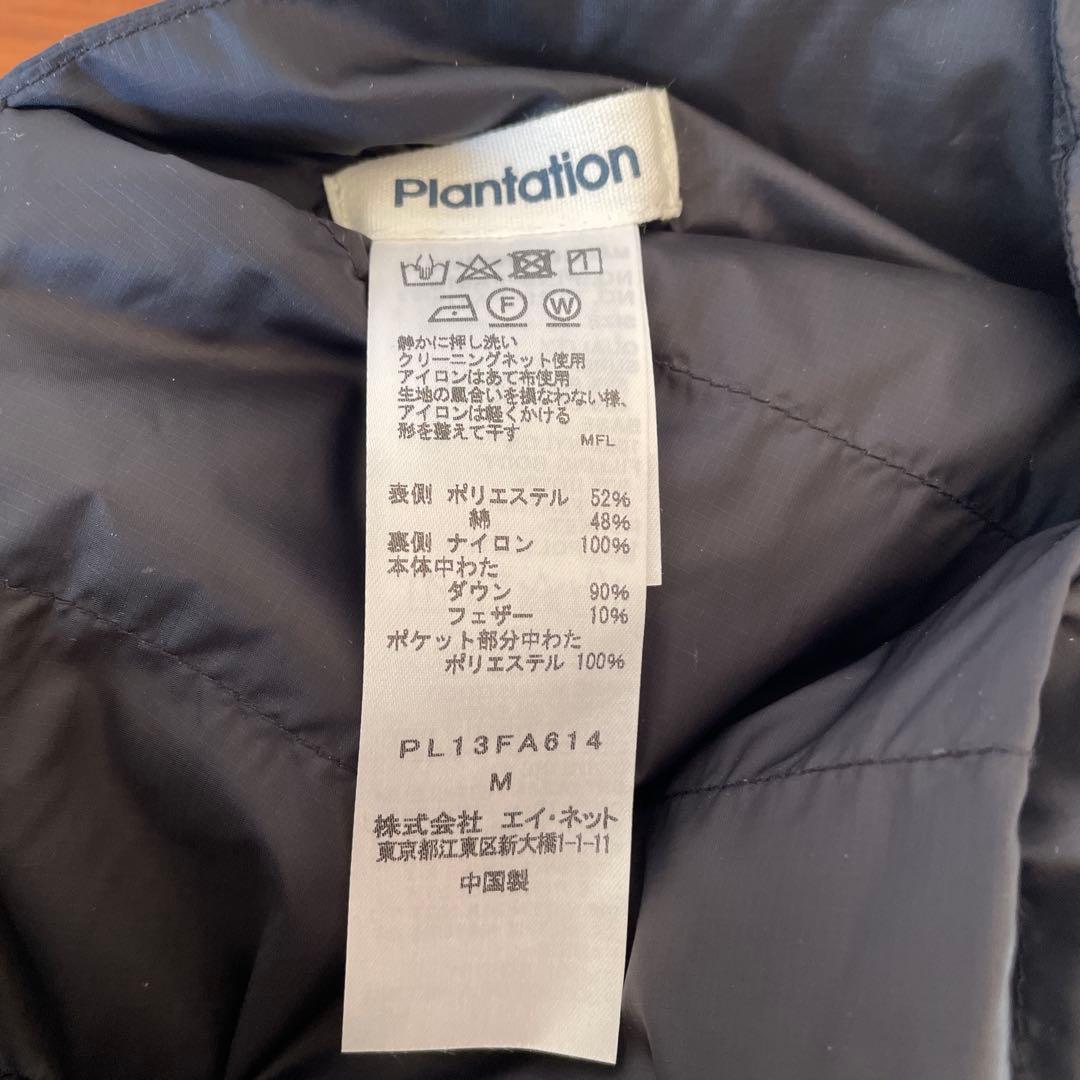 Plantation
F W
静かに押し洗い
クリーニングネット使用
アイロンはあて布使用
生地の風合いを損なわない様、
アイロンは軽くかける
形を整えて干す
MFL
表側 ポリエステル 52%
綿 48%
裏側 ナイロン 100%
本体中わた
ダウン 90%
フェザー 10%
ポケット部分中わた
ポリエステル 100%
PL13FA614
M
株式会社 エイ・ネット
東京都江東区新大橋1-1-11
中国製